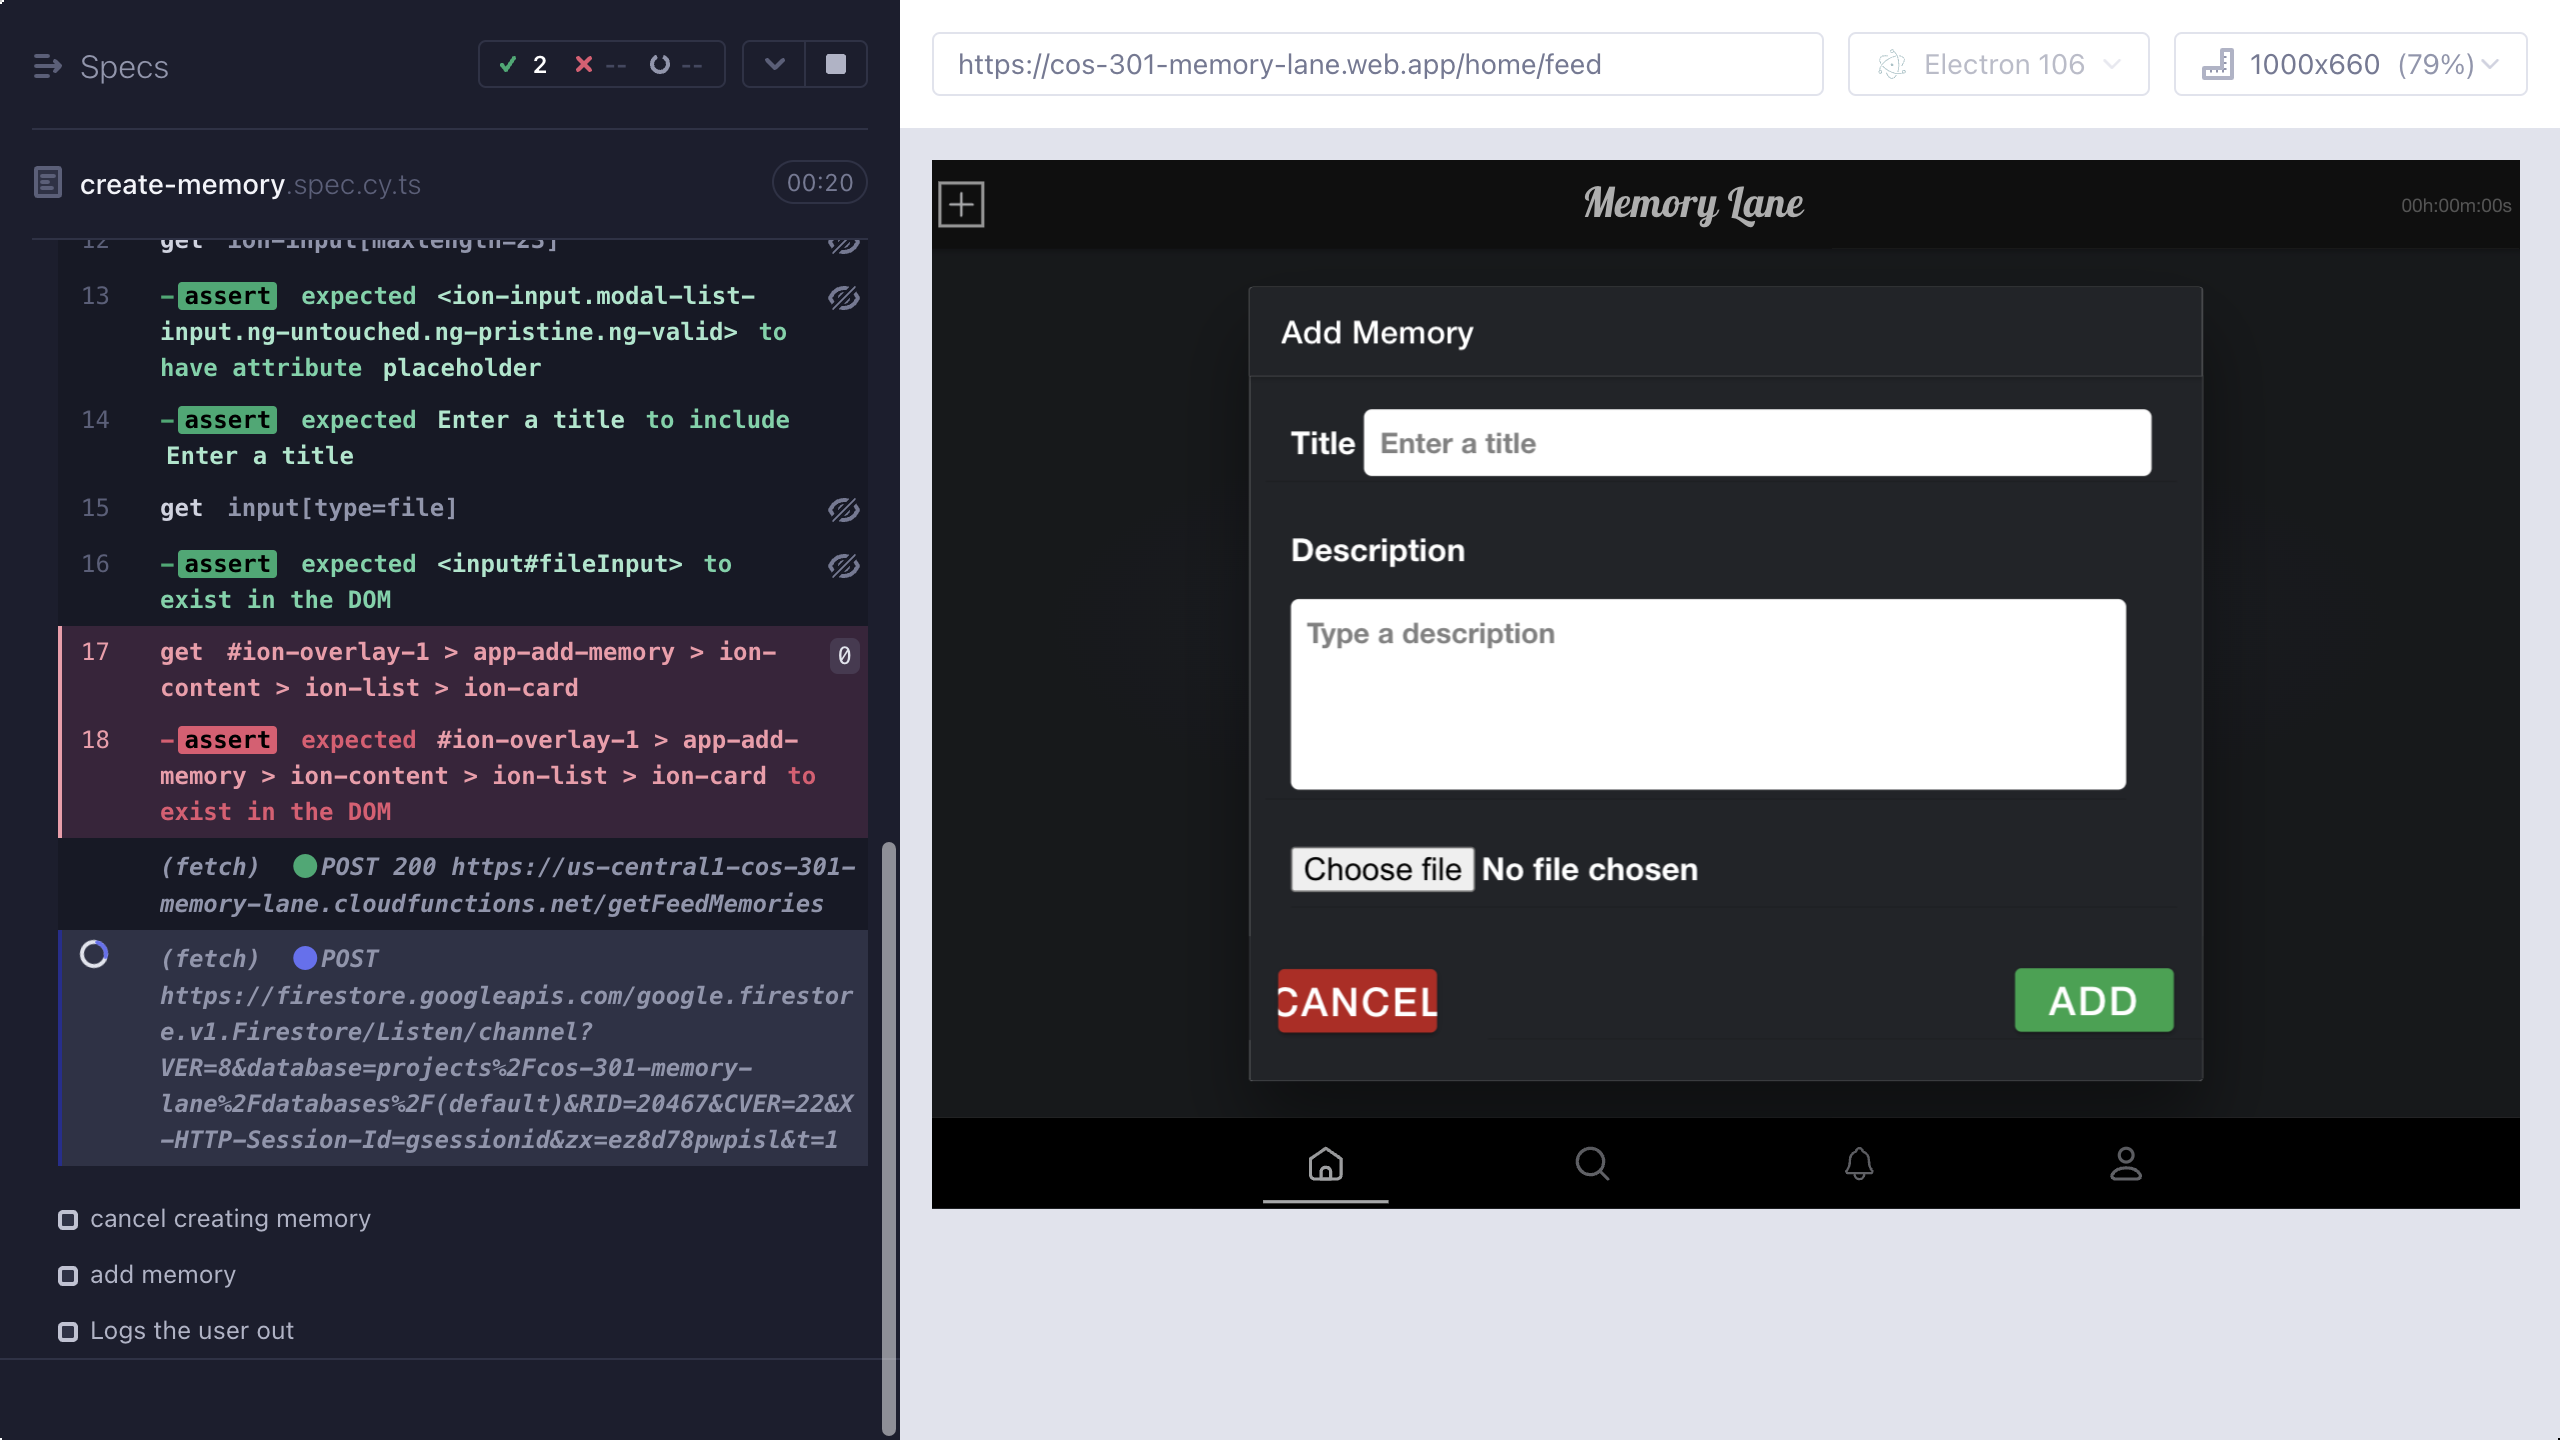 Specs
2
--
--
create-memory.spec.cy.ts
00:20
12 get ion-input[maxlength=25]
13 -assert expected <ion-input.modal-list-
input.ng-untouched.ng-pristine.ng-valid> to
have attribute placeholder
14 -assert expected Enter a title to include
Enter a title
15 get input[type=file]
16 -assert expected <input#fileInput> to
exist in the DOM
17 get #ion-overlay-1 > app-add-memory > ion-
content > ion-list > ion-card
0
18 -assert expected #ion-overlay-1 > app-add-
memory > ion-content > ion-list > ion-card to
exist in the DOM
(fetch) POST 200 https://us-central1-cos-301-
memory-lane.cloudfunctions.net/getFeedMemories
(fetch) POST
https://firestore.googleapis.com/google.firestor
e.v1.Firestore/Listen/channel?
VER=8&database=projects%2Fcos-301-memory-
lane%2Fdatabases%2F(default)&RID=20467&CVER=22&X
-HTTP-Session-Id=gsessionid&zx=ez8d78pwpisl&t=1
cancel creating memory
add memory
Logs the user out
https://cos-301-memory-lane.web.app/home/feed
Electron 106
1000x660 (79%)
Memory Lane
00h:00m:00s
Add Memory
Title Enter a title
Description
Type a description
Choose file No file chosen
CANCEL
ADD